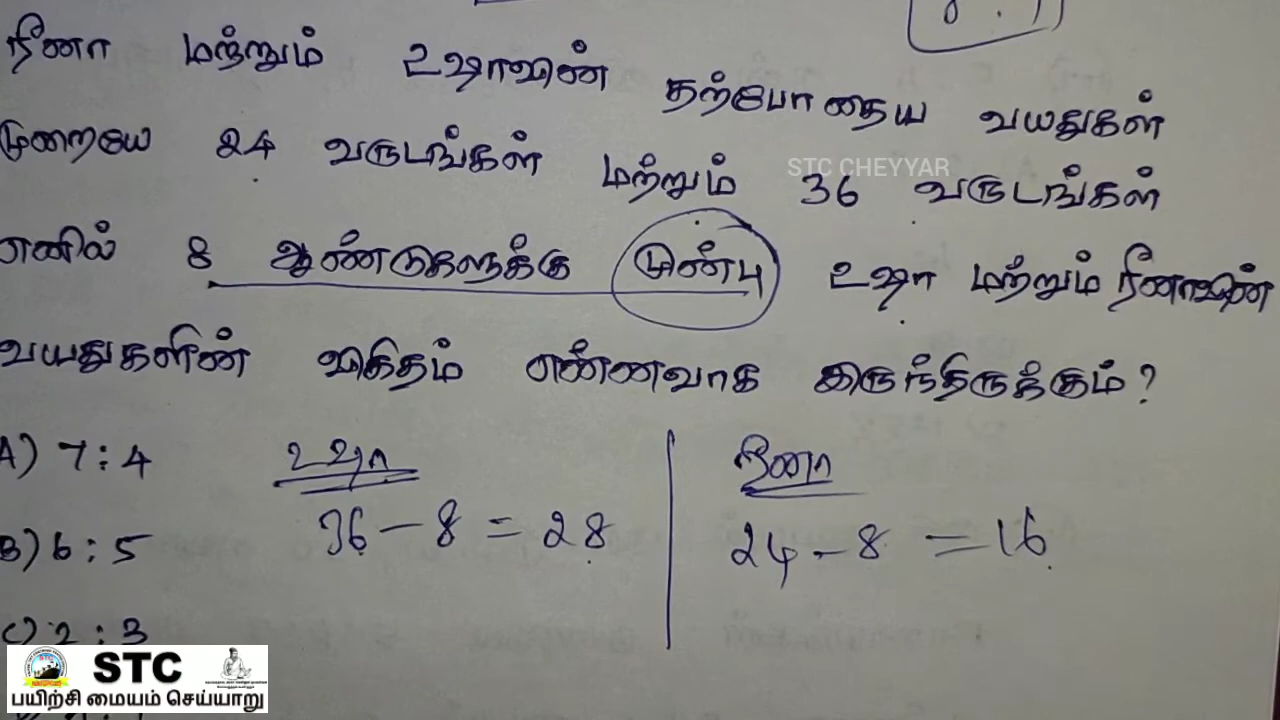 ரீனா மற்றும் உஷாவின் தற்போதைய வயதுகள்
முறையே 24 வருடங்கள் மற்றும் 36 வருடங்கள்
எனில் 8 ஆண்டுகளுக்கு முன்பு உஷா மற்றும் ரீனாவின்
வயதுகளின் விகிதம் என்னவாக இருந்திருக்கும்?
A) 7:4
B) 6:5
C) 2:3
உஷா
36 - 8 = 28
ரீனா
24 - 8 = 16
STC CHEYYAR
STC
பயிற்சி மையம் செய்யாறு